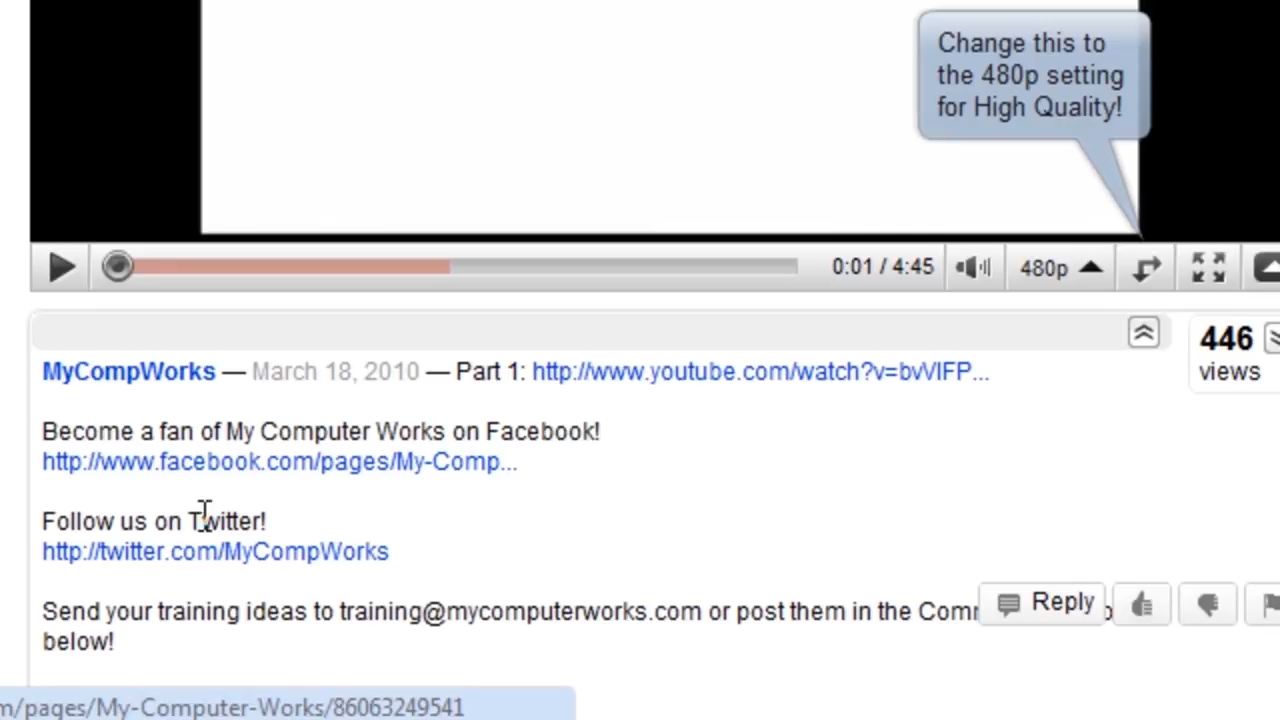 Change this to
the 480p setting
for High Quality!
0:01 / 4:45
480p
446
views
MyCompWorks — March 18, 2010 — Part 1: http://www.youtube.com/watch?v=bvVIFP...
Become a fan of My Computer Works on Facebook!
http://www.facebook.com/pages/My-Comp...
Follow us on Twitter!
http://twitter.com/MyCompWorks
Send your training ideas to training@mycomputerworks.com or post them in the
Reply
below!
/pages/My-Computer-Works/86063249541